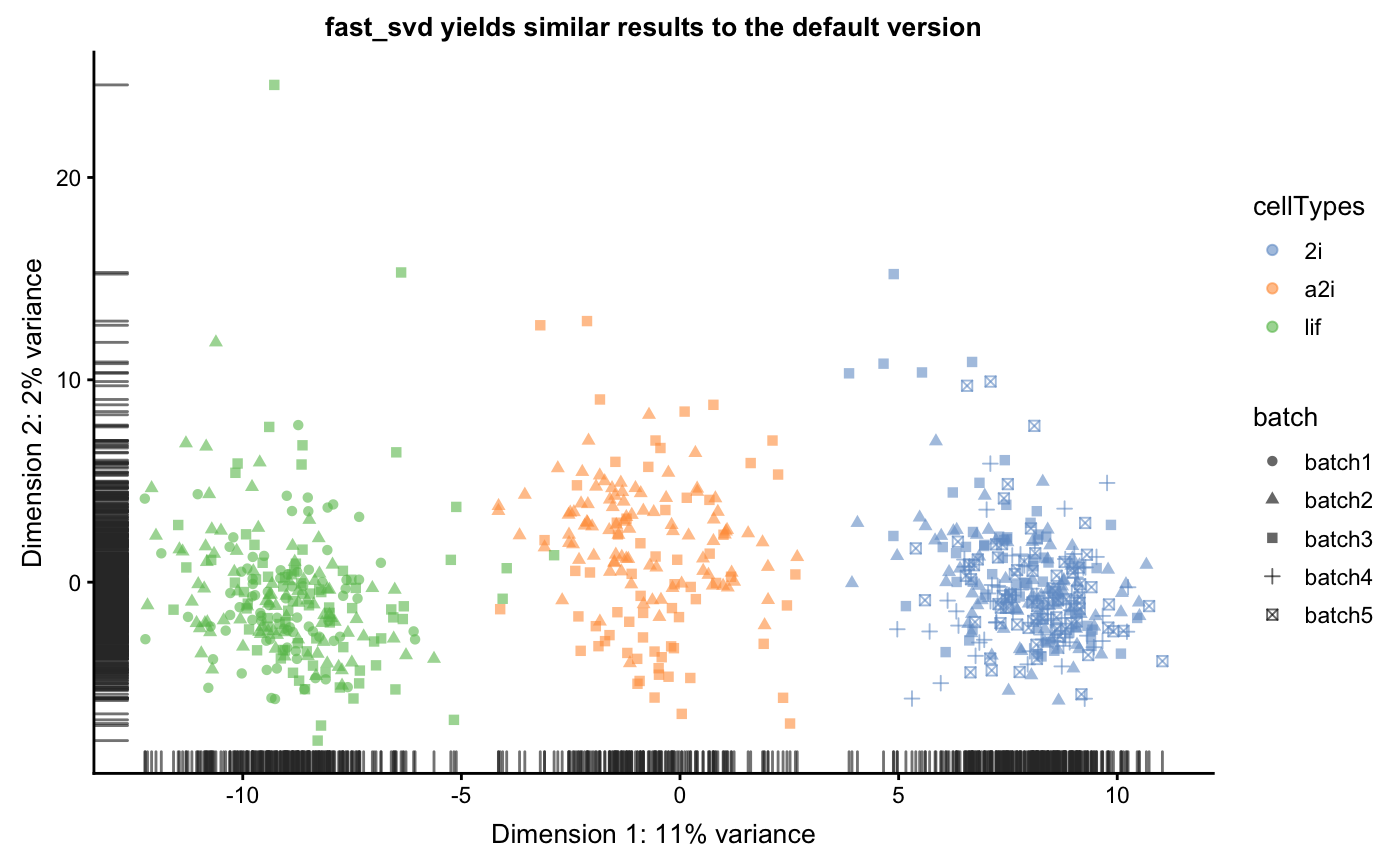 fast_svd yields similar results to the default version
Dimension 2: 2% variance
20
10
0
-10
-5
0
5
10
Dimension 1: 11% variance
cellTypes
2i
a2i
lif
batch
batch1
batch2
batch3
batch4
batch5